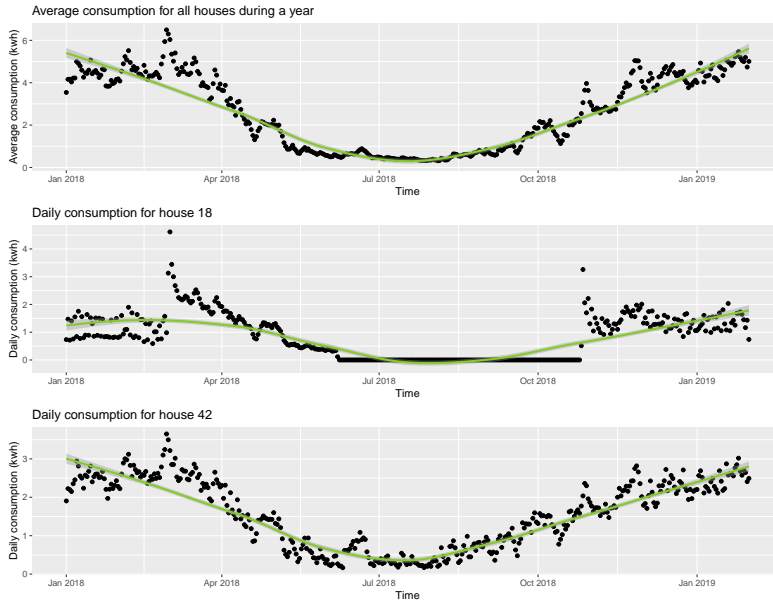 Average consumption for all houses during a year
Average consumption (kwh)
6
4
2
0
Jan 2018 Apr 2018 Jul 2018 Oct 2018 Jan 2019
Time
Daily consumption for house 18
Daily consumption (kwh)
4
3
2
1
0
Jan 2018 Apr 2018 Jul 2018 Oct 2018 Jan 2019
Time
Daily consumption for house 42
Daily consumption (kwh)
3
2
1
0
Jan 2018 Apr 2018 Jul 2018 Oct 2018 Jan 2019
Time